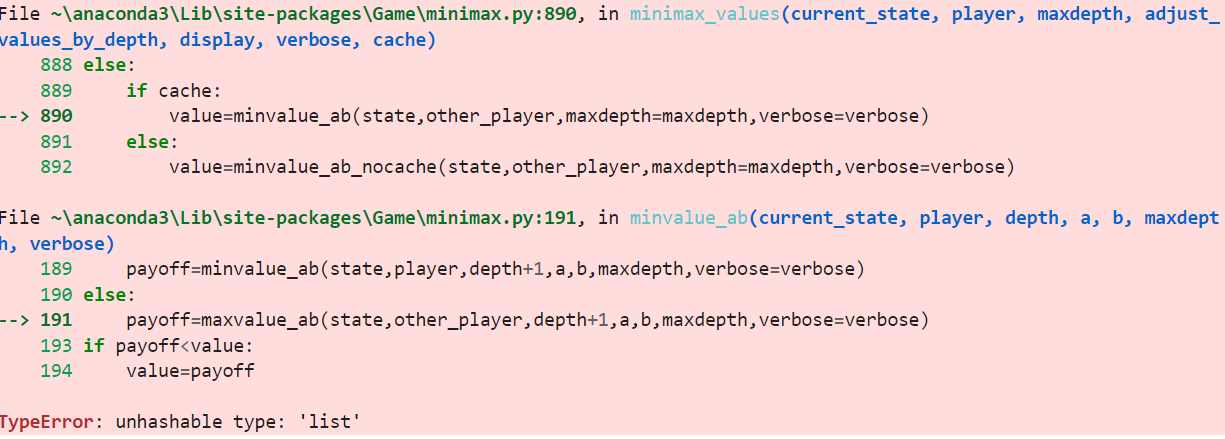 File ~\anaconda3\Lib\site-packages\Game\minimax.py:890, in minimax_values(current_state, player, maxdepth, adjust_
values_by_depth, display, verbose, cache)
888 else:
889     if cache:
--> 890         value=minvalue_ab(state,other_player,maxdepth=maxdepth,verbose=verbose)
891     else:
892         value=minvalue_ab_nocache(state,other_player,maxdepth=maxdepth,verbose=verbose)
File ~\anaconda3\Lib\site-packages\Game\minimax.py:191, in minvalue_ab(current_state, player, depth, a, b, maxdept
h, verbose)
189     payoff=minvalue_ab(state,player,depth+1,a,b,maxdepth,verbose=verbose)
190 else:
--> 191     payoff=maxvalue_ab(state,other_player,depth+1,a,b,maxdepth,verbose=verbose)
193 if payoff<value:
194     value=payoff
TypeError: unhashable type: 'list'